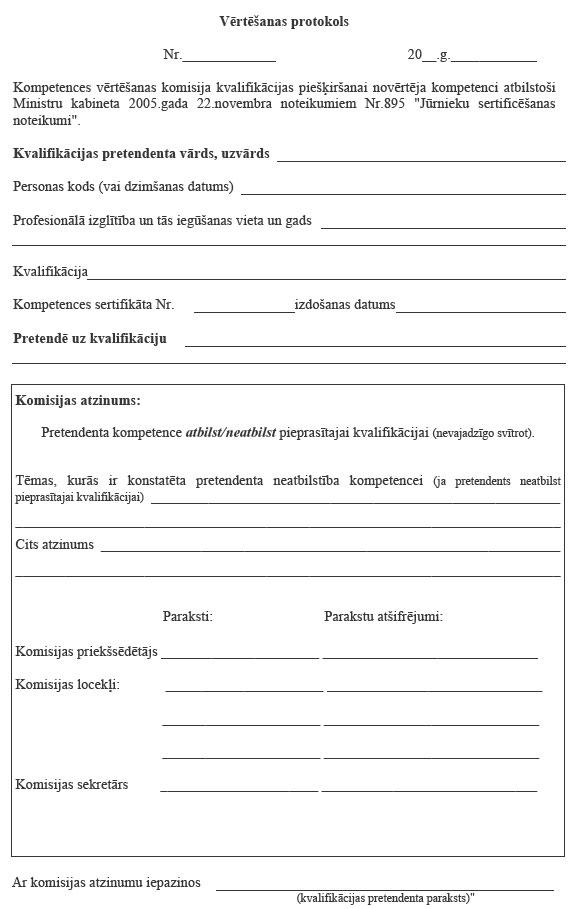 Vērtēšanas protokols
Nr._____________ 20__.g.____________
Kompetences vērtēšanas komisija kvalifikācijas piešķiršanai novērtēja kompetenci atbilstoši
Ministru kabineta 2005.gada 22.novembra noteikumiem Nr.895 "Jūrnieku sertificēšanas
noteikumi".
Kvalifikācijas pretendenta vārds, uzvārds
Personas kods (vai dzimšanas datums)
Profesionālā izglītība un tās iegūšanas vieta un gads
Kvalifikācija
Kompetences sertifikāta Nr. ______________izdošanas datums
Pretendē uz kvalifikāciju
Komisijas atzinums:
Pretendenta kompetence atbilst/neatbilst pieprasītajai kvalifikācijai (nevajadzīgo svītrot).
Tēmas, kurās ir konstatēta pretendenta neatbilstība kompetencei (ja pretendents neatbilst
pieprasītajai kvalifikācijai)
Cits atzinums
Paraksti: Parakstu atšifrējumi:
Komisijas priekšsēdētājs
Komisijas locekļi:
Komisijas sekretārs
Ar komisijas atzinumu iepazinos
(kvalifikācijas pretendenta paraksts)"